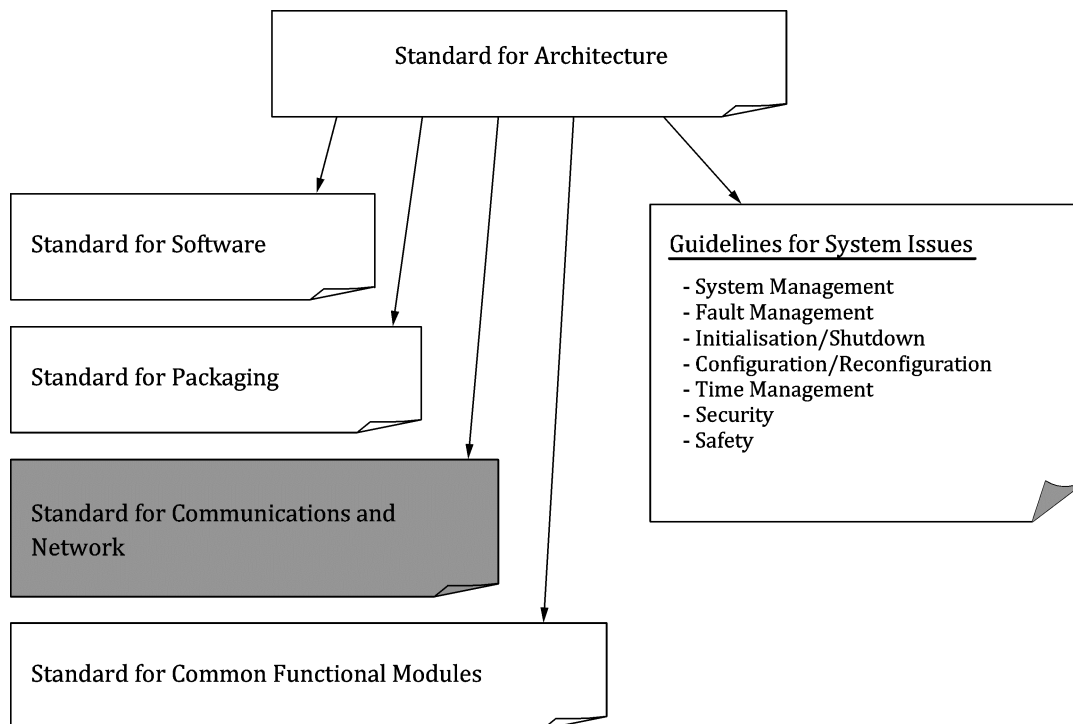 Standard for Architecture
Standard for Software
Standard for Packaging
Standard for Communications and
Network
Standard for Common Functional Modules
Guidelines for System Issues
- System Management
- Fault Management
- Initialisation/Shutdown
- Configuration/Reconfiguration
- Time Management
- Security
- Safety